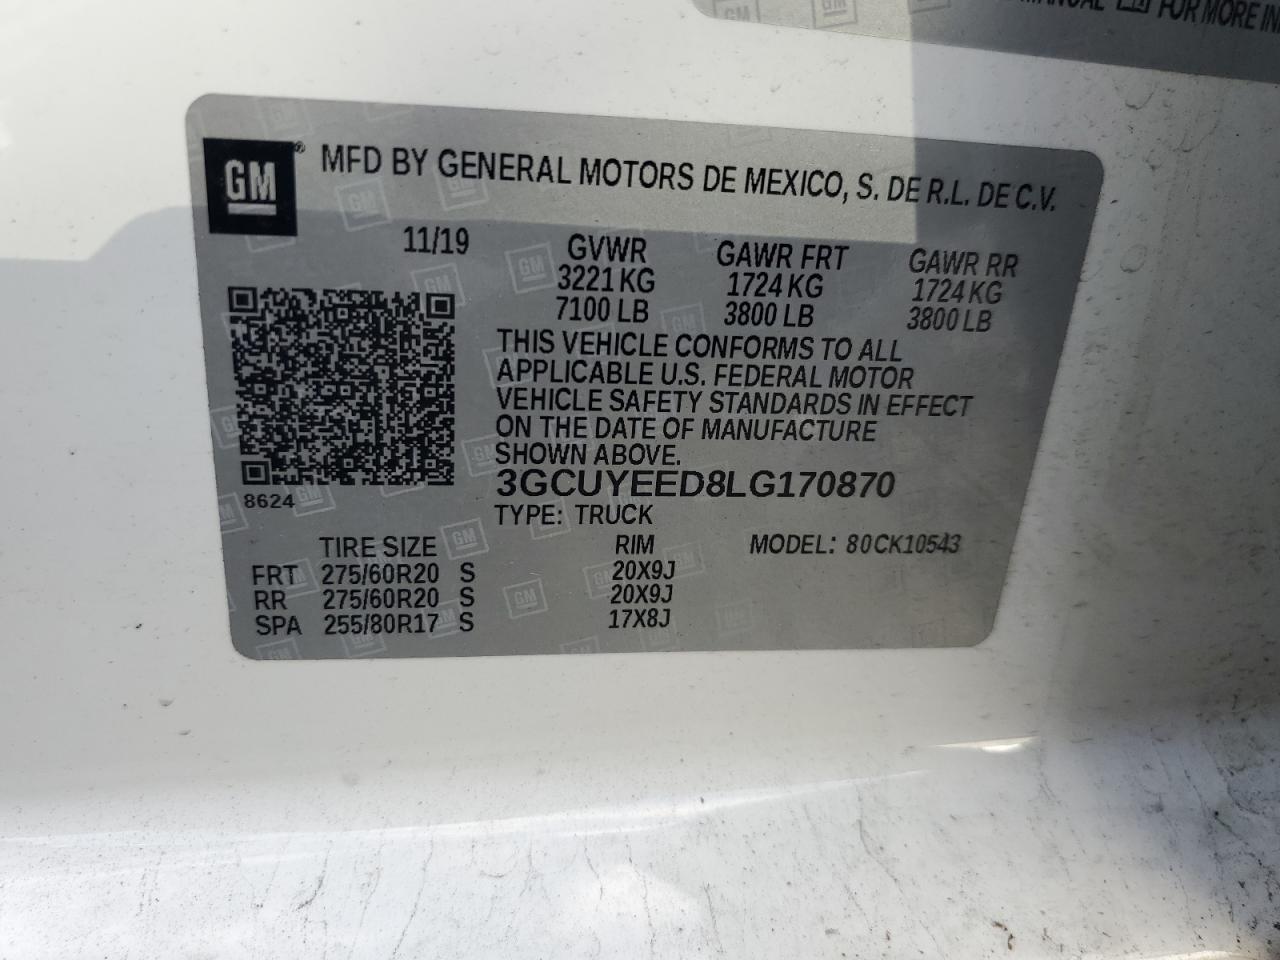 MANUAL FOR MORE IN
GM ® MFD BY GENERAL MOTORS DE MEXICO, S. DE R.L. DE C.V.
11/19 GVWR GAWR FRT GAWR RR
3221 KG 1724 KG 1724 KG
7100 LB 3800 LB 3800 LB
THIS VEHICLE CONFORMS TO ALL
APPLICABLE U.S. FEDERAL MOTOR
VEHICLE SAFETY STANDARDS IN EFFECT
ON THE DATE OF MANUFACTURE
SHOWN ABOVE.
3GCUYEED8LG170870
8624
TYPE: TRUCK
TIRE SIZE RIM MODEL: 80CK10543
FRT 275/60R20 S 20X9J
RR 275/60R20 S 20X9J
SPA 255/80R17 S 17X8J